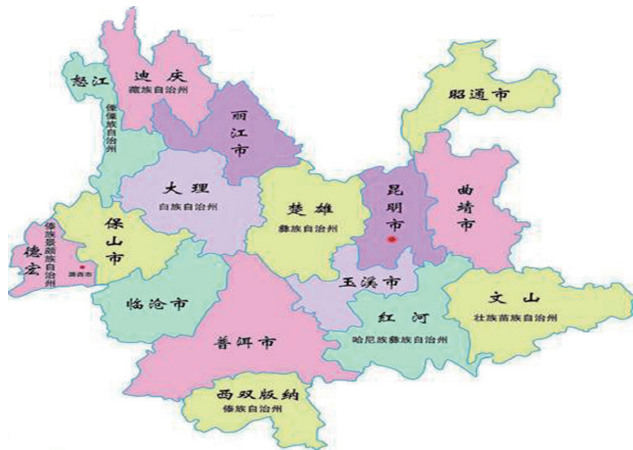 怒江
傈僳族自治州
迪庆
藏族自治州
丽江市
昭通市
大理
白族自治州
楚雄
彝族自治州
昆明市
曲靖市
保山市
德宏
傣族景颇族自治州
潞西市
临沧市
玉溪市
红河
哈尼族彝族自治州
文山
壮族苗族自治州
普洱市
西双版纳
傣族自治州